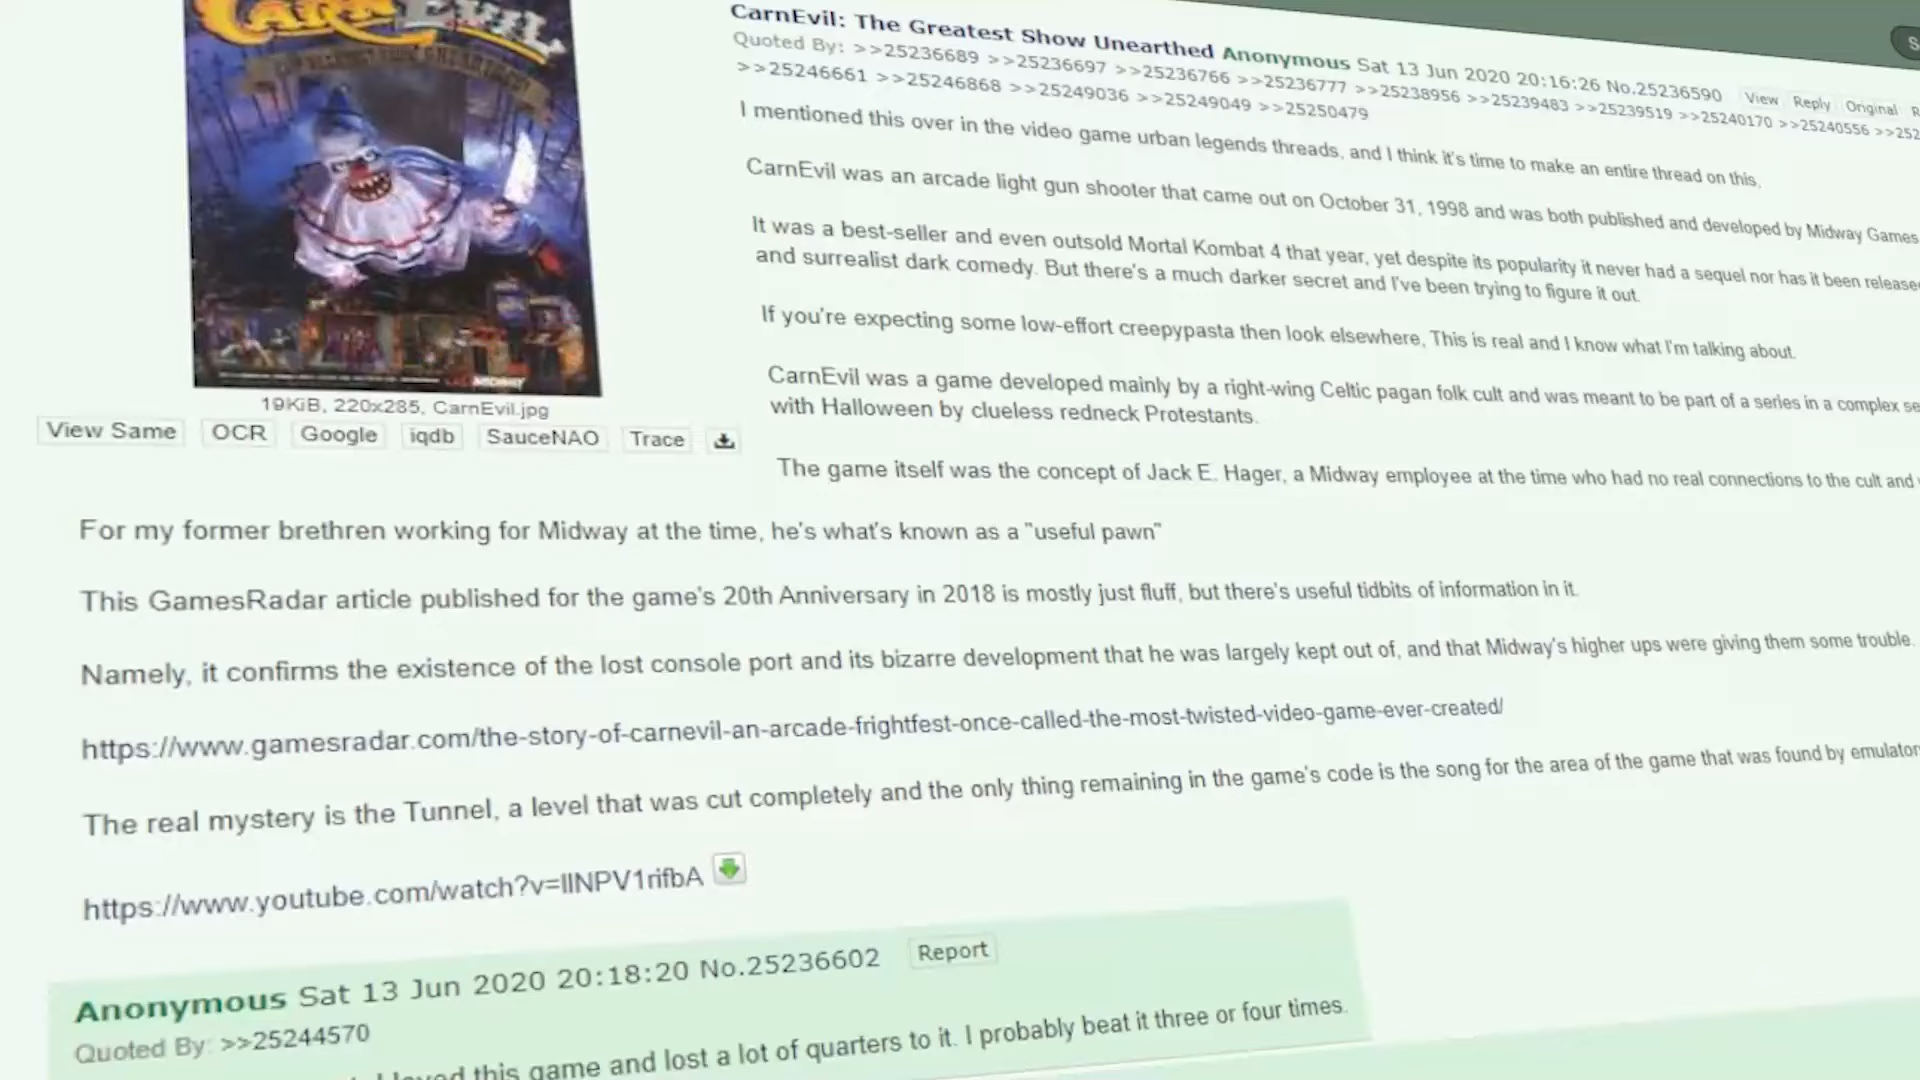 CarnEvil
MIDWAY
19KiB, 220x285, CarnEvil.jpg
View Same OCR Google iqdb SauceNAO Trace
CarnEvil: The Greatest Show Unearthed Anonymous Sat 13 Jun 2020 20:16:26 No.25236590 View Reply Original
Quoted By: >>25236689 >>25236697 >>25236766 >>25236777 >>25238956 >>25239483 >>25239519 >>25240170 >>25240556 >>252
>>25246661 >>25246868 >>25249036 >>25249049 >>25250479
I mentioned this over in the video game urban legends threads, and I think it's time to make an entire thread on this,
CarnEvil was an arcade light gun shooter that came out on October 31, 1998 and was both published and developed by Midway Games
It was a best-seller and even outsold Mortal Kombat 4 that year, yet despite its popularity it never had a sequel nor has it been release
and surrealist dark comedy. But there's a much darker secret and I've been trying to figure it out.
If you're expecting some low-effort creepypasta then look elsewhere, This is real and I know what I'm talking about.
CarnEvil was a game developed mainly by a right-wing Celtic pagan folk cult and was meant to be part of a series in a complex se
with Halloween by clueless redneck Protestants.
The game itself was the concept of Jack E. Hager, a Midway employee at the time who had no real connections to the cult and
For my former brethren working for Midway at the time, he's what's known as a "useful pawn"
This GamesRadar article published for the game's 20th Anniversary in 2018 is mostly just fluff, but there's useful tidbits of information in it.
Namely, it confirms the existence of the lost console port and its bizarre development that he was largely kept out of, and that Midway's higher ups were giving them some trouble.
https://www.gamesradar.com/the-story-of-carnevil-an-arcade-frightfest-once-called-the-most-twisted-video-game-ever-created/
The real mystery is the Tunnel, a level that was cut completely and the only thing remaining in the game's code is the song for the area of the game that was found by emulator
https://www.youtube.com/watch?v=IlNPV1rifbA
Anonymous Sat 13 Jun 2020 20:18:20 No.25236602 Report
Quoted By: >>25244570
I loved this game and lost a lot of quarters to it. I probably beat it three or four times.